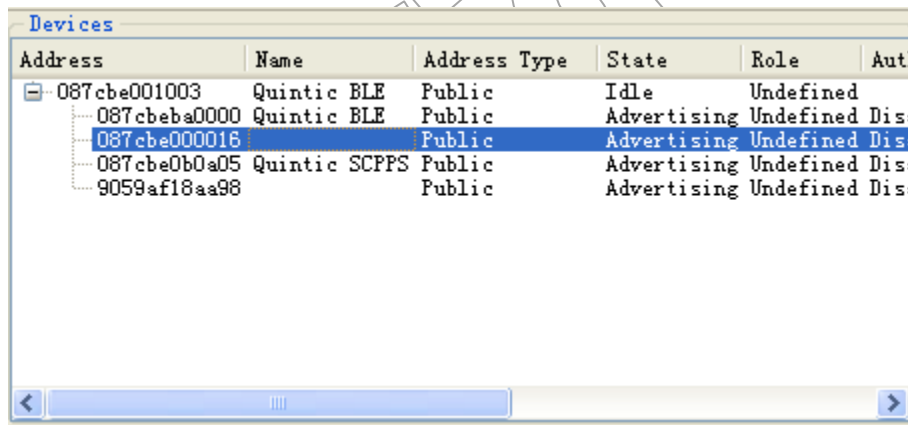 Devices
Address Name Address Type State Role Aut
087cbe001003 Quintic BLE Public Idle Undefined
087cbeba0000 Quintic BLE Public Advertising Undefined Dis
087cbe000016 Public Advertising Undefined Dis
087cbe0b0a05 Quintic SCPPS Public Advertising Undefined Dis
9059af18aa98 Public Advertising Undefined Dis